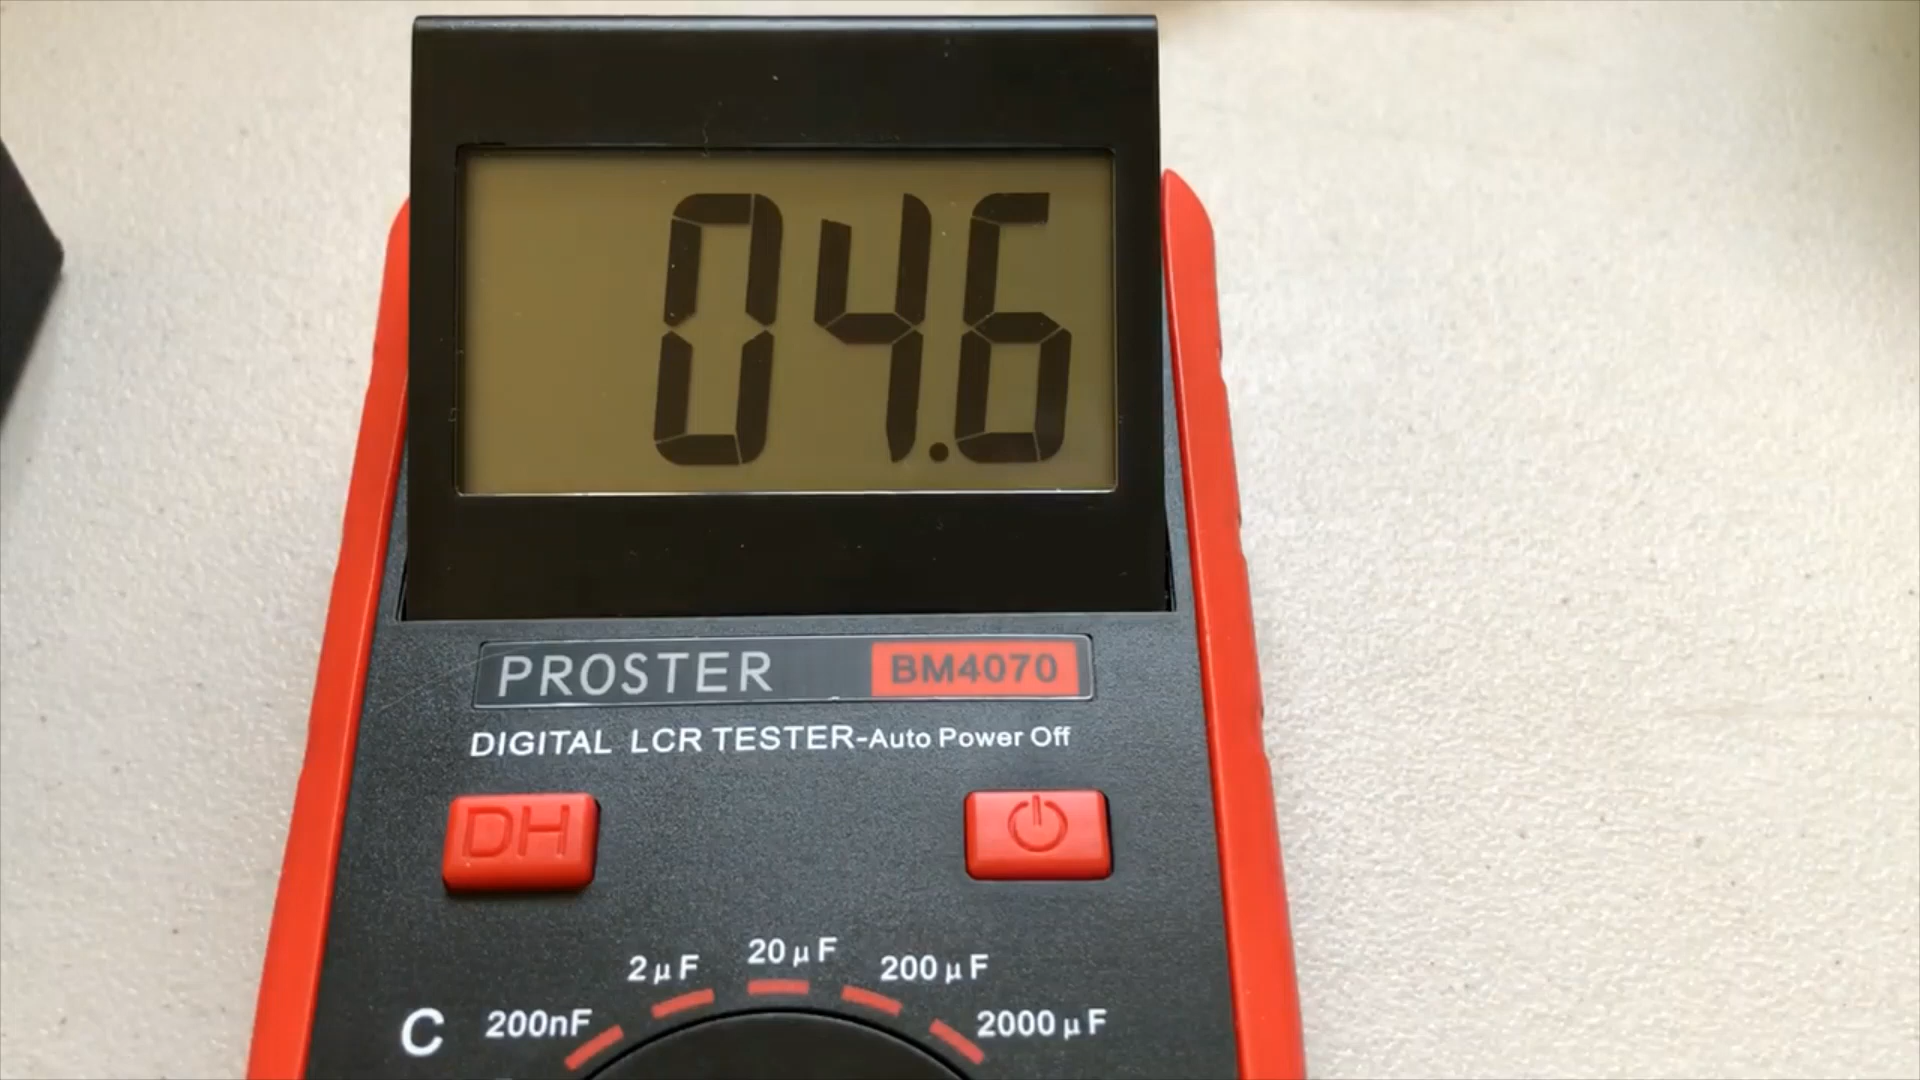 04.6
PROSTER BM4070
DIGITAL LCR TESTER-Auto Power Off
DH
2μF 20μF 200μF
C 200nF 2000μF